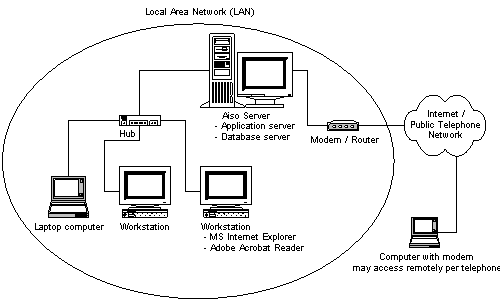 Local Area Network (LAN)
Aiso Server
- Application server
- Database server
Hub
Modem / Router
Internet /
Public Telephone
Network
Laptop computer
Workstation
Workstation
- MS Internet Explorer
- Adobe Acrobat Reader
Computer with modem
may access remotely per telephone